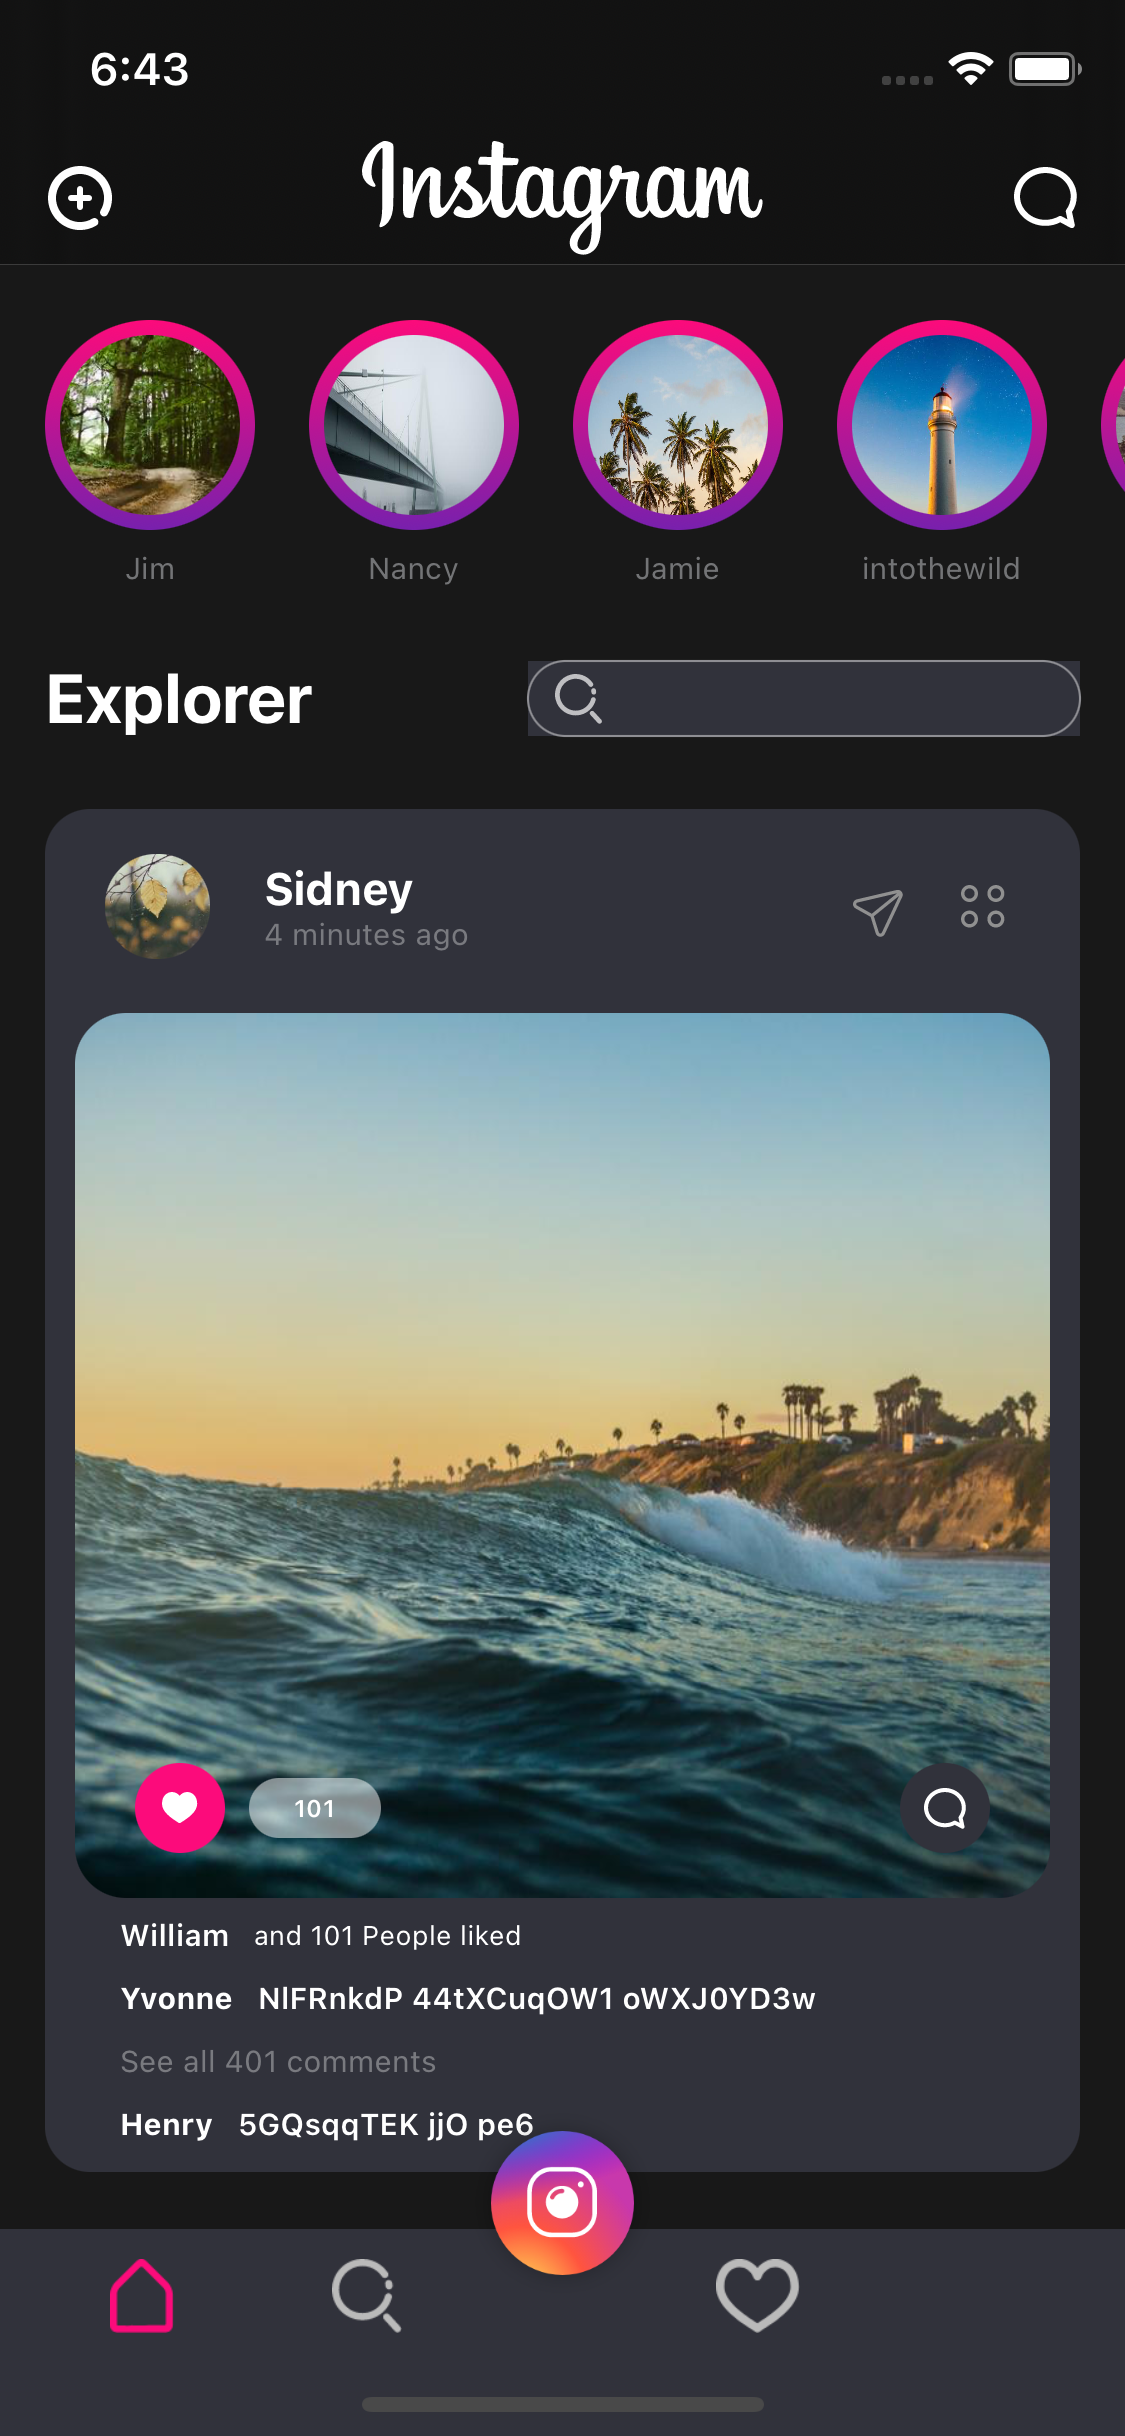 6:43
Instagram
Jim
Nancy
Jamie
intothewild
Explorer
Sidney
4 minutes ago
101
William and 101 People liked
Yvonne NlFRnkdP 44tXCuqOW1 oWXJ0YD3w
See all 401 comments
Henry 5GQsqqTEK jjO pe6